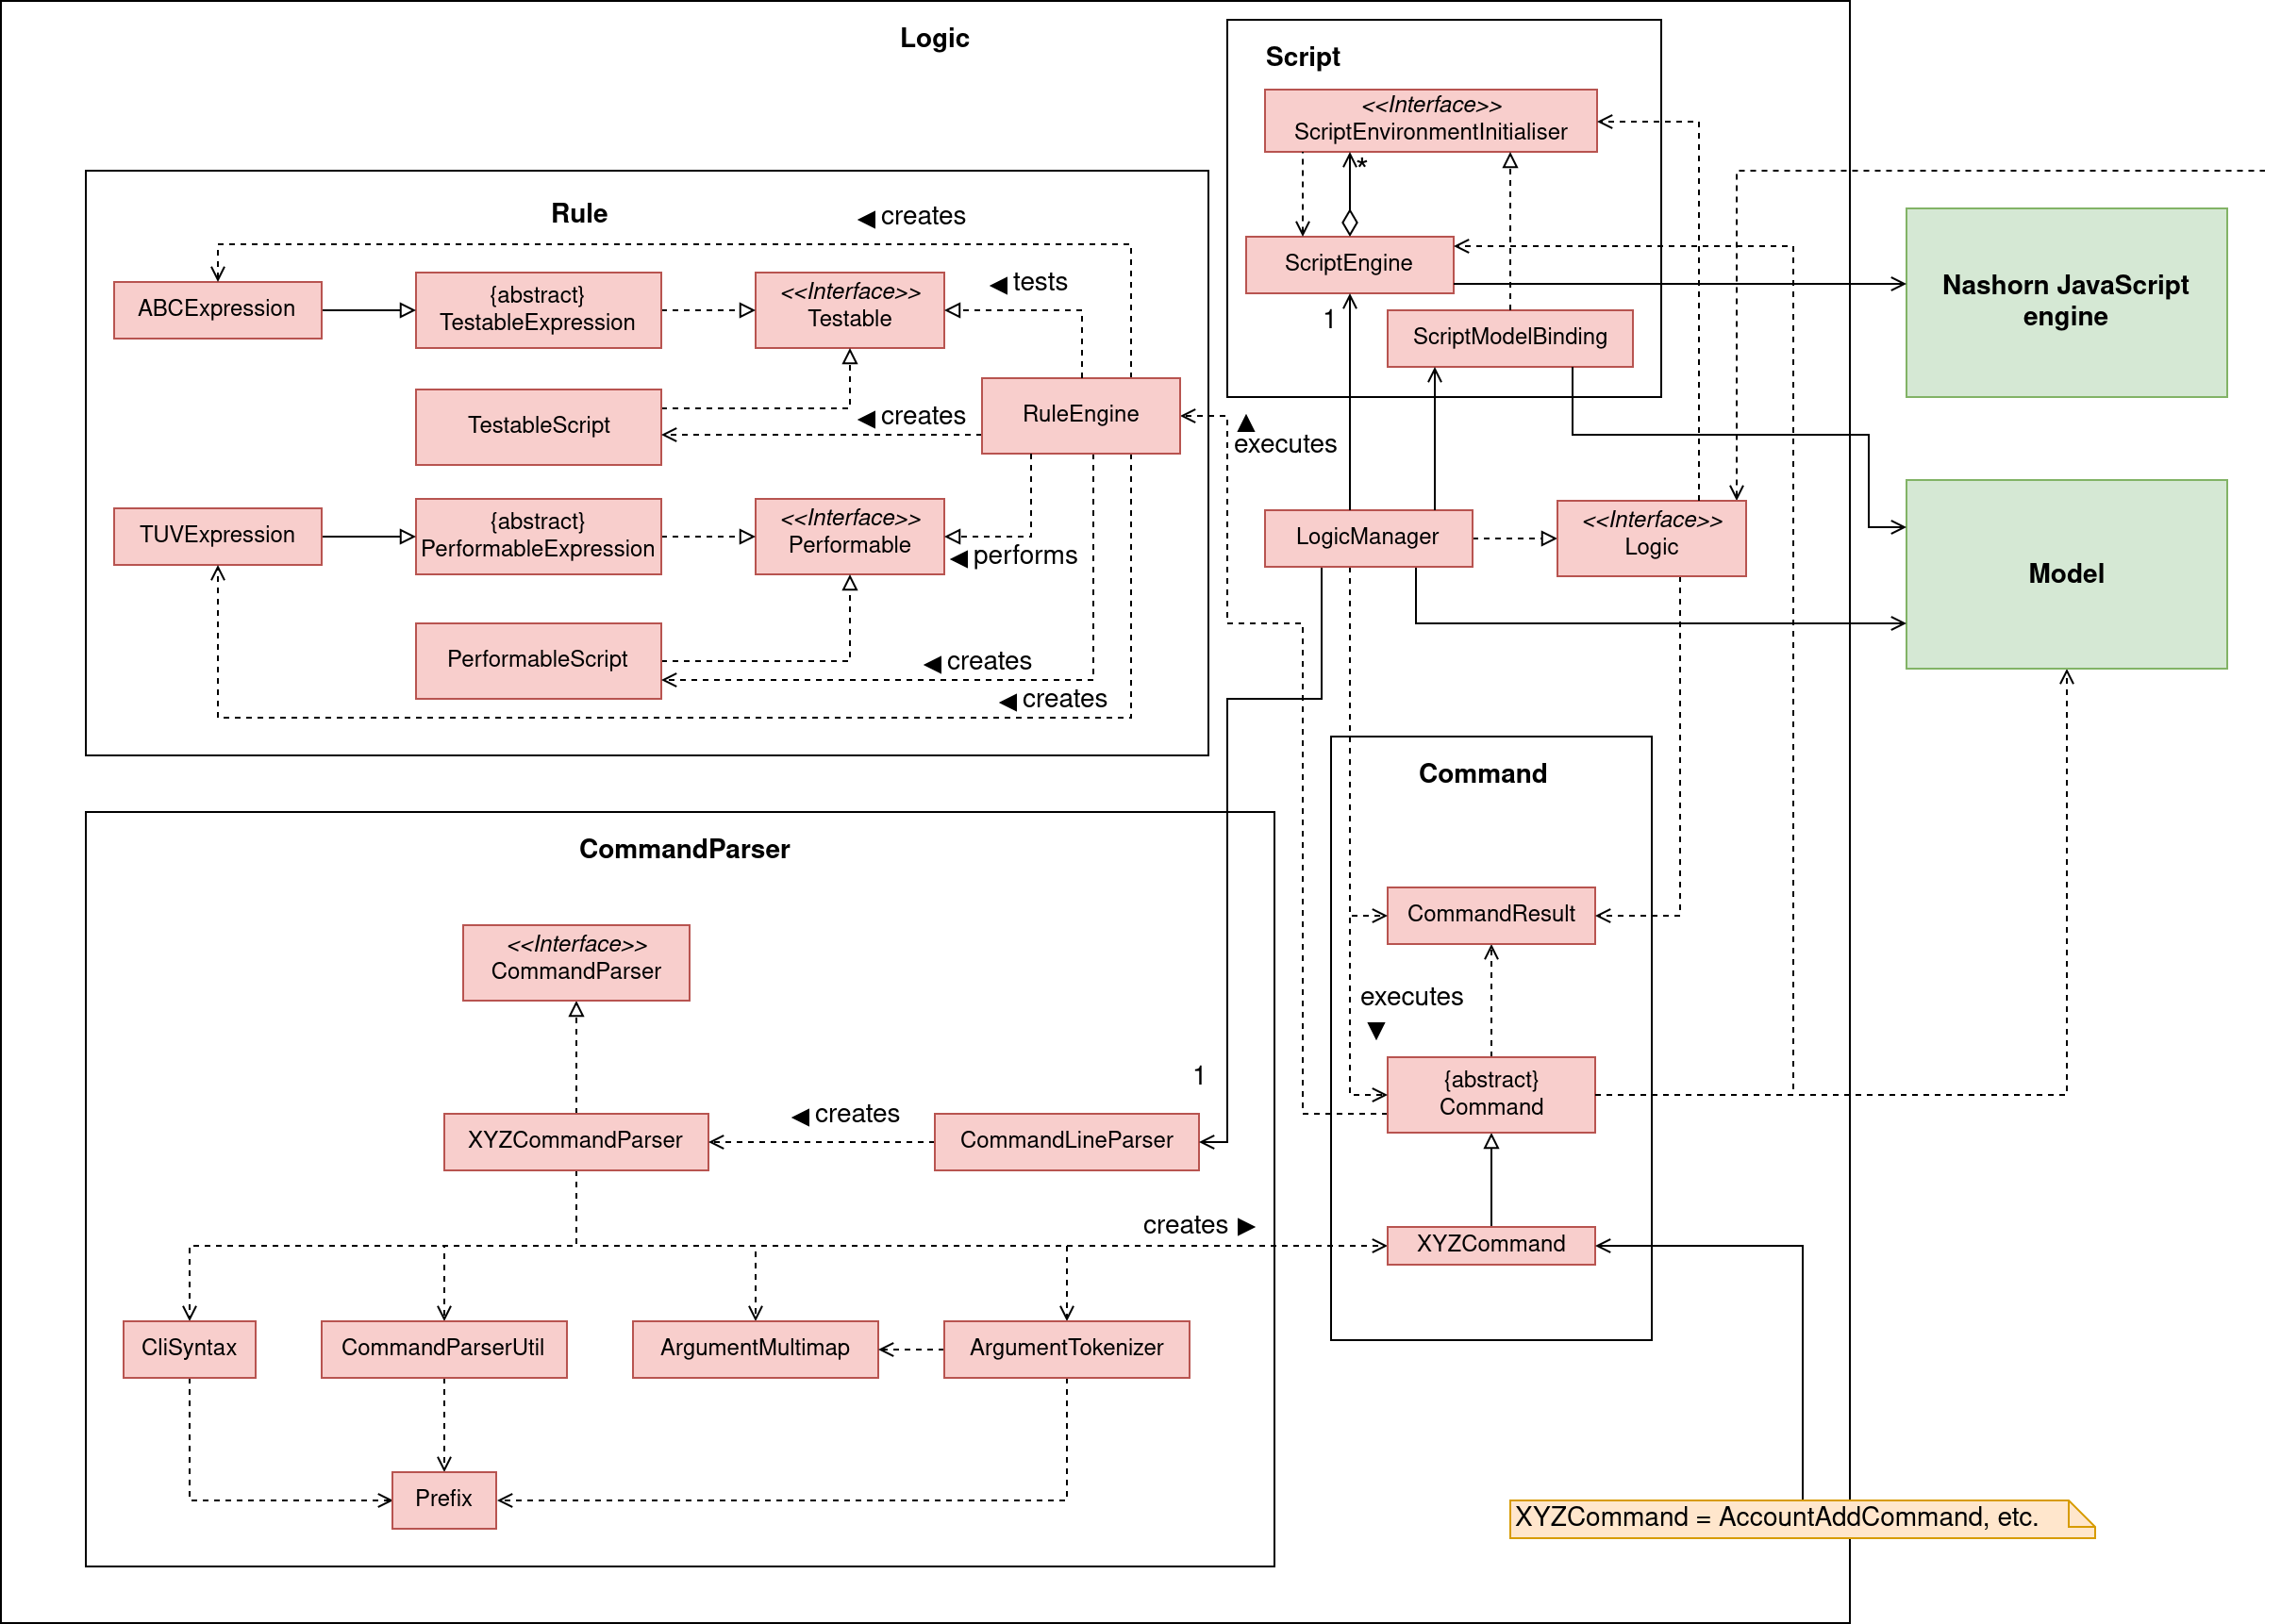 Logic
Script
<<Interface>>
ScriptEnvironmentInitialiser
*
ScriptEngine
1
ScriptModelBinding
Nashorn JavaScript
engine
Rule
◀ creates
ABCExpression
{abstract}
TestableExpression
<<Interface>>
Testable
◀ tests
TestableScript
◀ creates
RuleEngine
▲
executes
TUVExpression
{abstract}
PerformableExpression
<<Interface>>
Performable
◀ performs
PerformableScript
◀ creates
◀ creates
LogicManager
<<Interface>>
Logic
Model
Command
CommandResult
executes
▼
{abstract}
Command
XYZCommand
CommandParser
<<Interface>>
CommandParser
1
XYZCommandParser
◀ creates
CommandLineParser
creates ▶
CliSyntax
CommandParserUtil
ArgumentMultimap
ArgumentTokenizer
Prefix
XYZCommand = AccountAddCommand, etc.